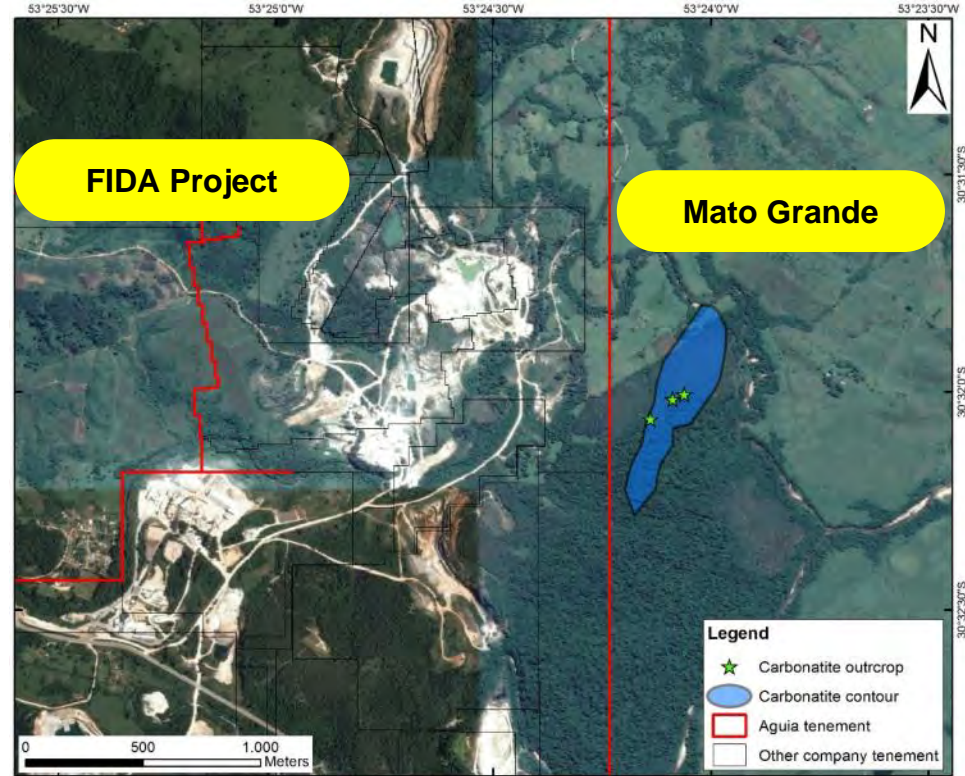 53°25'30"W 53°25'0"W 53°24'30"W 53°24'0"W 53°23'30"W
N
FIDA Project
Mato Grande
30°31'30"S
30°32'0"S
30°32'30"S
Legend
Carbonatite outrcrop
Carbonatite contour
Aguia tenement
Other company tenement
0 500 1.000
Meters